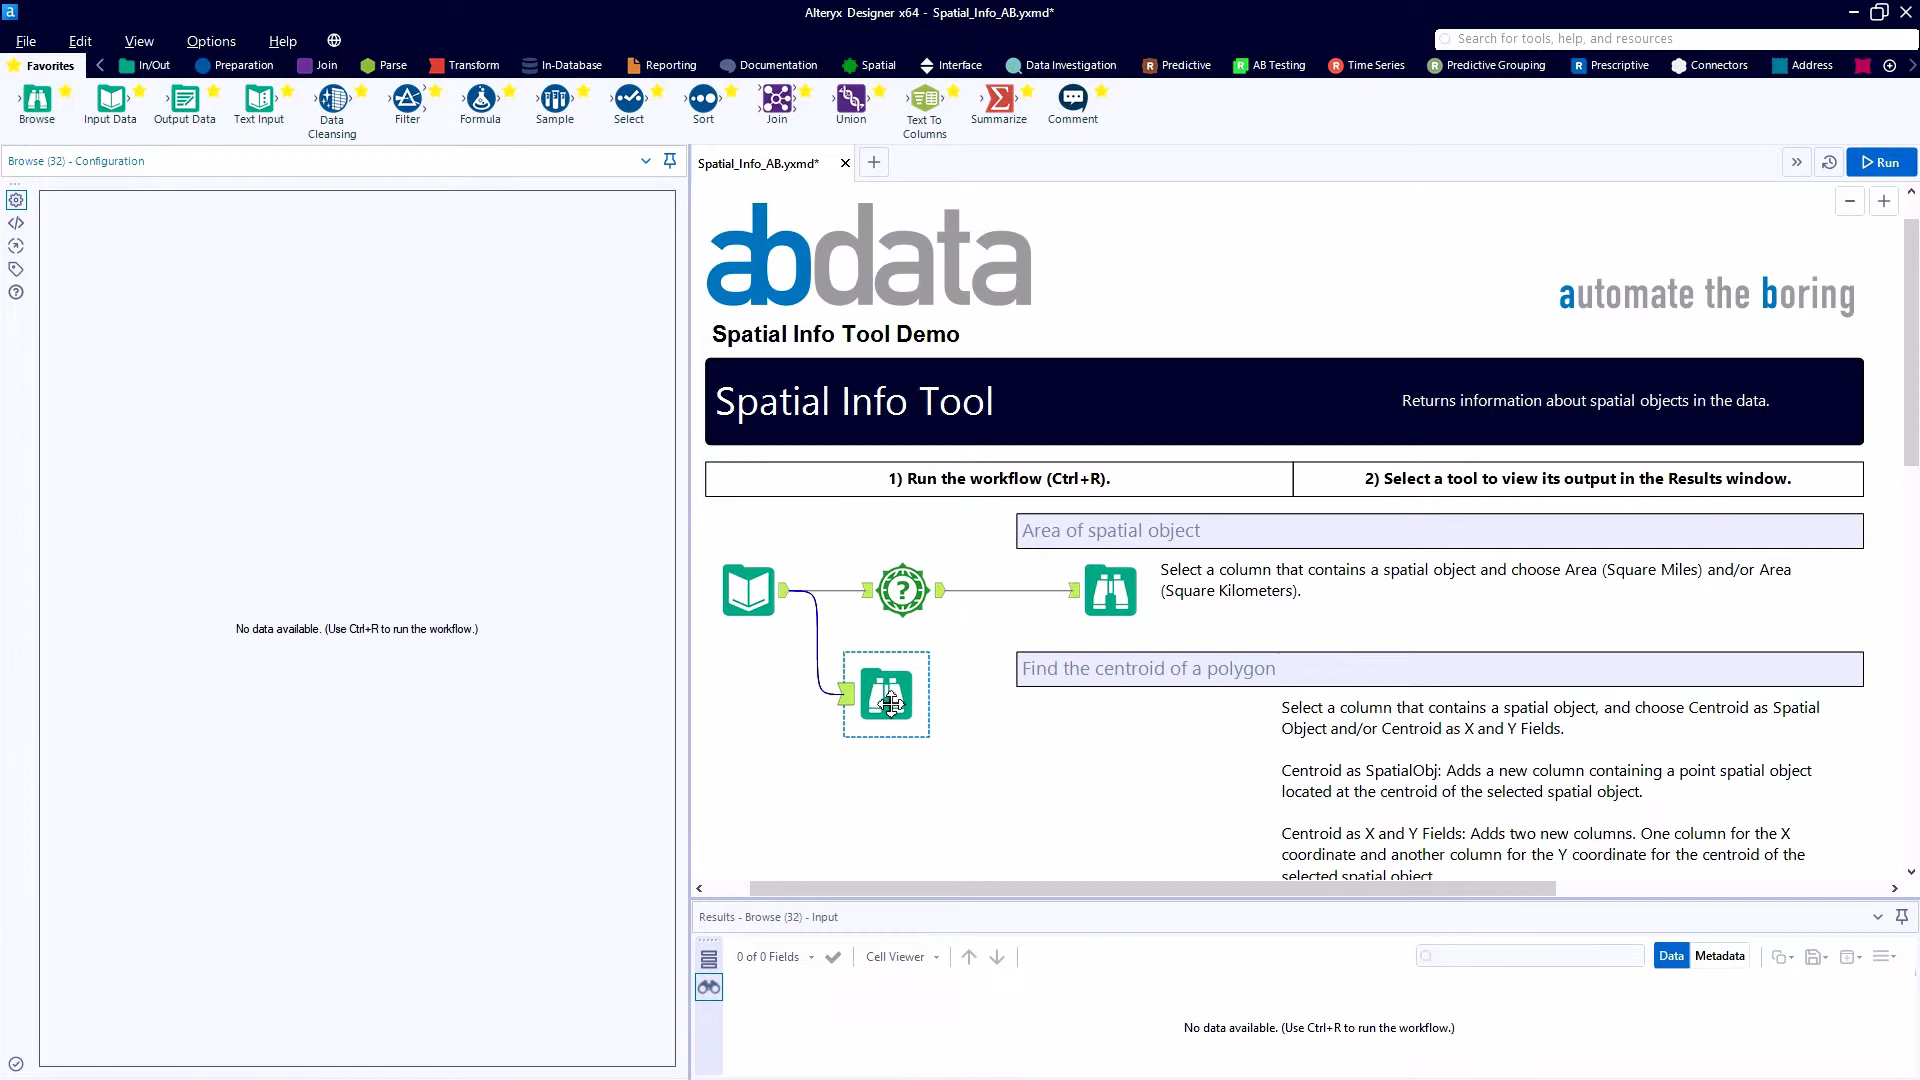 Alteryx Designer x64 - Spatial_Info_AB.yxmd*
File Edit View Options Help
Search for tools, help, and resources
Favorites In/Out Preparation Join Parse Transform In-Database Reporting Documentation Spatial Interface Data Investigation Predictive AB Testing Time Series Predictive Grouping Prescriptive Connectors Address
Browse Input Data Output Data Text Input Data Cleansing Filter Formula Sample Select Sort Join Union Text To Columns Summarize Comment
Browse (32) - Configuration
Spatial_Info_AB.yxmd*
Run
No data available. (Use Ctrl+R to run the workflow.)
abdata
automate the boring
Spatial Info Tool Demo
Spatial Info Tool
Returns information about spatial objects in the data.
1) Run the workflow (Ctrl+R).
2) Select a tool to view its output in the Results window.
Area of spatial object
Select a column that contains a spatial object and choose Area (Square Miles) and/or Area
(Square Kilometers).
Find the centroid of a polygon
Select a column that contains a spatial object, and choose Centroid as Spatial
Object and/or Centroid as X and Y Fields.
Centroid as SpatialObj: Adds a new column containing a point spatial object
located at the centroid of the selected spatial object.
Centroid as X and Y Fields: Adds two new columns. One column for the X
coordinate and another column for the Y coordinate for the centroid of the
selected spatial object
Results - Browse (32) - Input
0 of 0 Fields Cell Viewer Data Metadata
No data available. (Use Ctrl+R to run the workflow.)